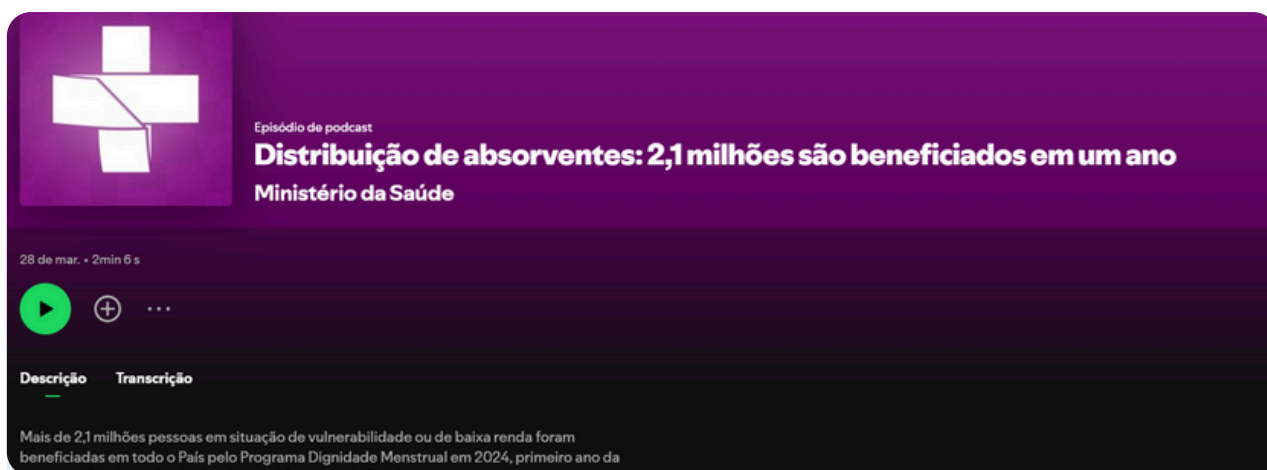 Episódio de podcast
Distribuição de absorventes: 2,1 milhões são beneficiados em um ano
Ministério da Saúde
28 de mar. • 2min 6 s
Descrição Transcrição
Mais de 2,1 milhões pessoas em situação de vulnerabilidade ou de baixa renda foram
beneficiadas em todo o País pelo Programa Dignidade Menstrual em 2024, primeiro ano da